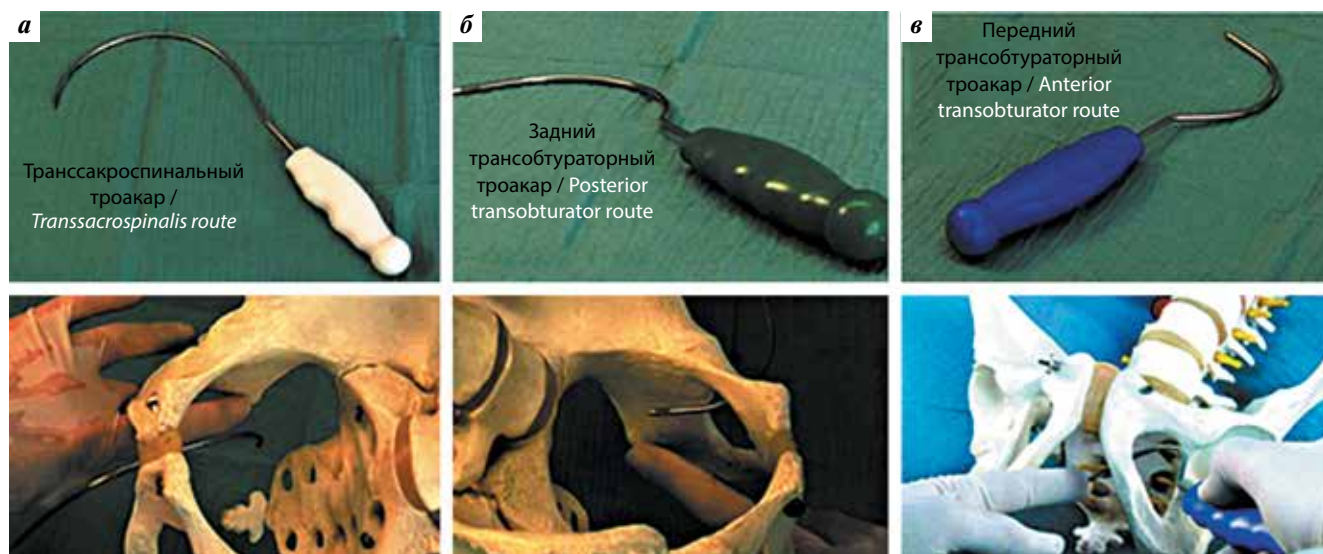 а
Транссакроспинальный
троакар /
Transsacrospinalis route
б
Задний
трансобтураторный
троакар / Posterior
transobturator route
в
Передний
трансобтураторный
троакар / Anterior
transobturator route